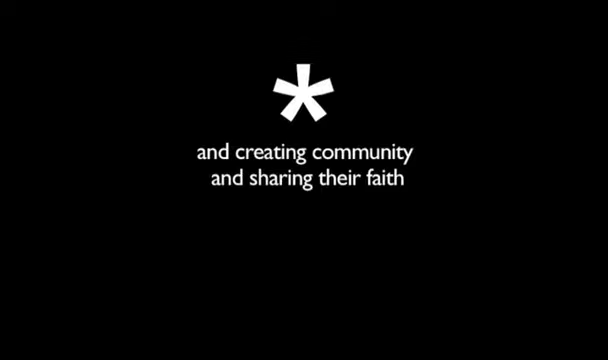 *
and creating community
and sharing their faith